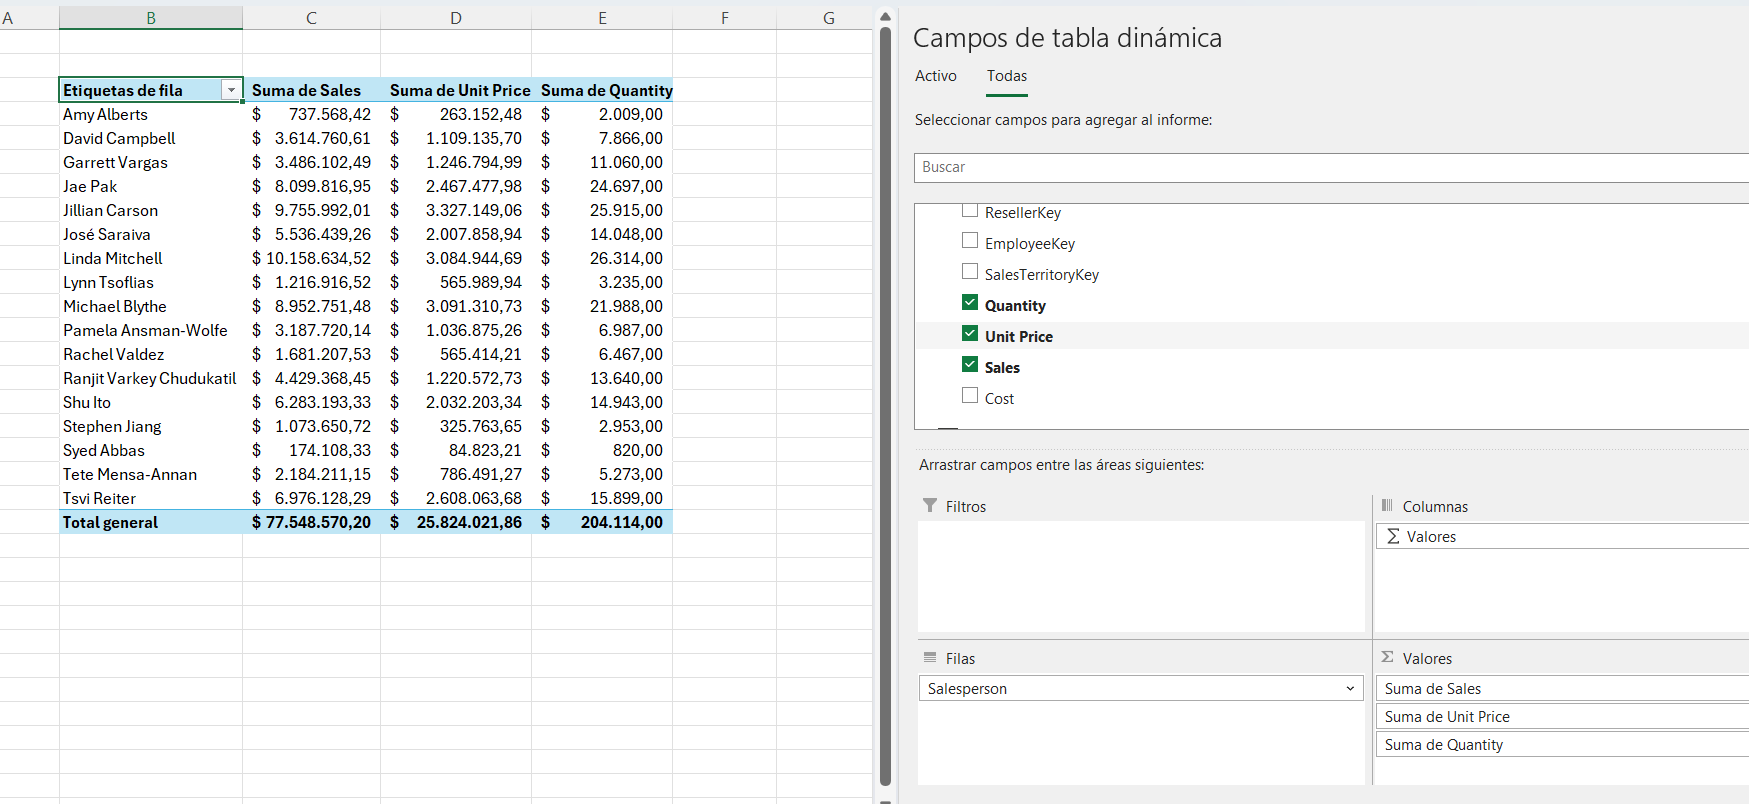 A B C D E F G
Etiquetas de fila Suma de Sales Suma de Unit Price Suma de Quantity
Amy Alberts $ 737.568,42 $ 263.152,48 $ 2.009,00
David Campbell $ 3.614.760,61 $ 1.109.135,70 $ 7.866,00
Garrett Vargas $ 3.486.102,49 $ 1.246.794,99 $ 11.060,00
Jae Pak $ 8.099.816,95 $ 2.467.477,98 $ 24.697,00
Jillian Carson $ 9.755.992,01 $ 3.327.149,06 $ 25.915,00
José Saraiva $ 5.536.439,26 $ 2.007.858,94 $ 14.048,00
Linda Mitchell $ 10.158.634,52 $ 3.084.944,69 $ 26.314,00
Lynn Tsoflias $ 1.216.916,52 $ 565.989,94 $ 3.235,00
Michael Blythe $ 8.952.751,48 $ 3.091.310,73 $ 21.988,00
Pamela Ansman-Wolfe $ 3.187.720,14 $ 1.036.875,26 $ 6.987,00
Rachel Valdez $ 1.681.207,53 $ 565.414,21 $ 6.467,00
Ranjit Varkey Chudukatil $ 4.429.368,45 $ 1.220.572,73 $ 13.640,00
Shu Ito $ 6.283.193,33 $ 2.032.203,34 $ 14.943,00
Stephen Jiang $ 1.073.650,72 $ 325.763,65 $ 2.953,00
Syed Abbas $ 174.108,33 $ 84.823,21 $ 820,00
Tete Mensa-Annan $ 2.184.211,15 $ 786.491,27 $ 5.273,00
Tsvi Reiter $ 6.976.128,29 $ 2.608.063,68 $ 15.899,00
Total general $ 77.548.570,20 $ 25.824.021,86 $ 204.114,00
Campos de tabla dinámica
Activo Todas
Seleccionar campos para agregar al informe:
Buscar
ResellerKey
EmployeeKey
SalesTerritoryKey
Quantity
Unit Price
Sales
Cost
Arrastrar campos entre las áreas siguientes:
Filtros
Columnas
Σ Valores
Filas
Salesperson
Σ Valores
Suma de Sales
Suma de Unit Price
Suma de Quantity